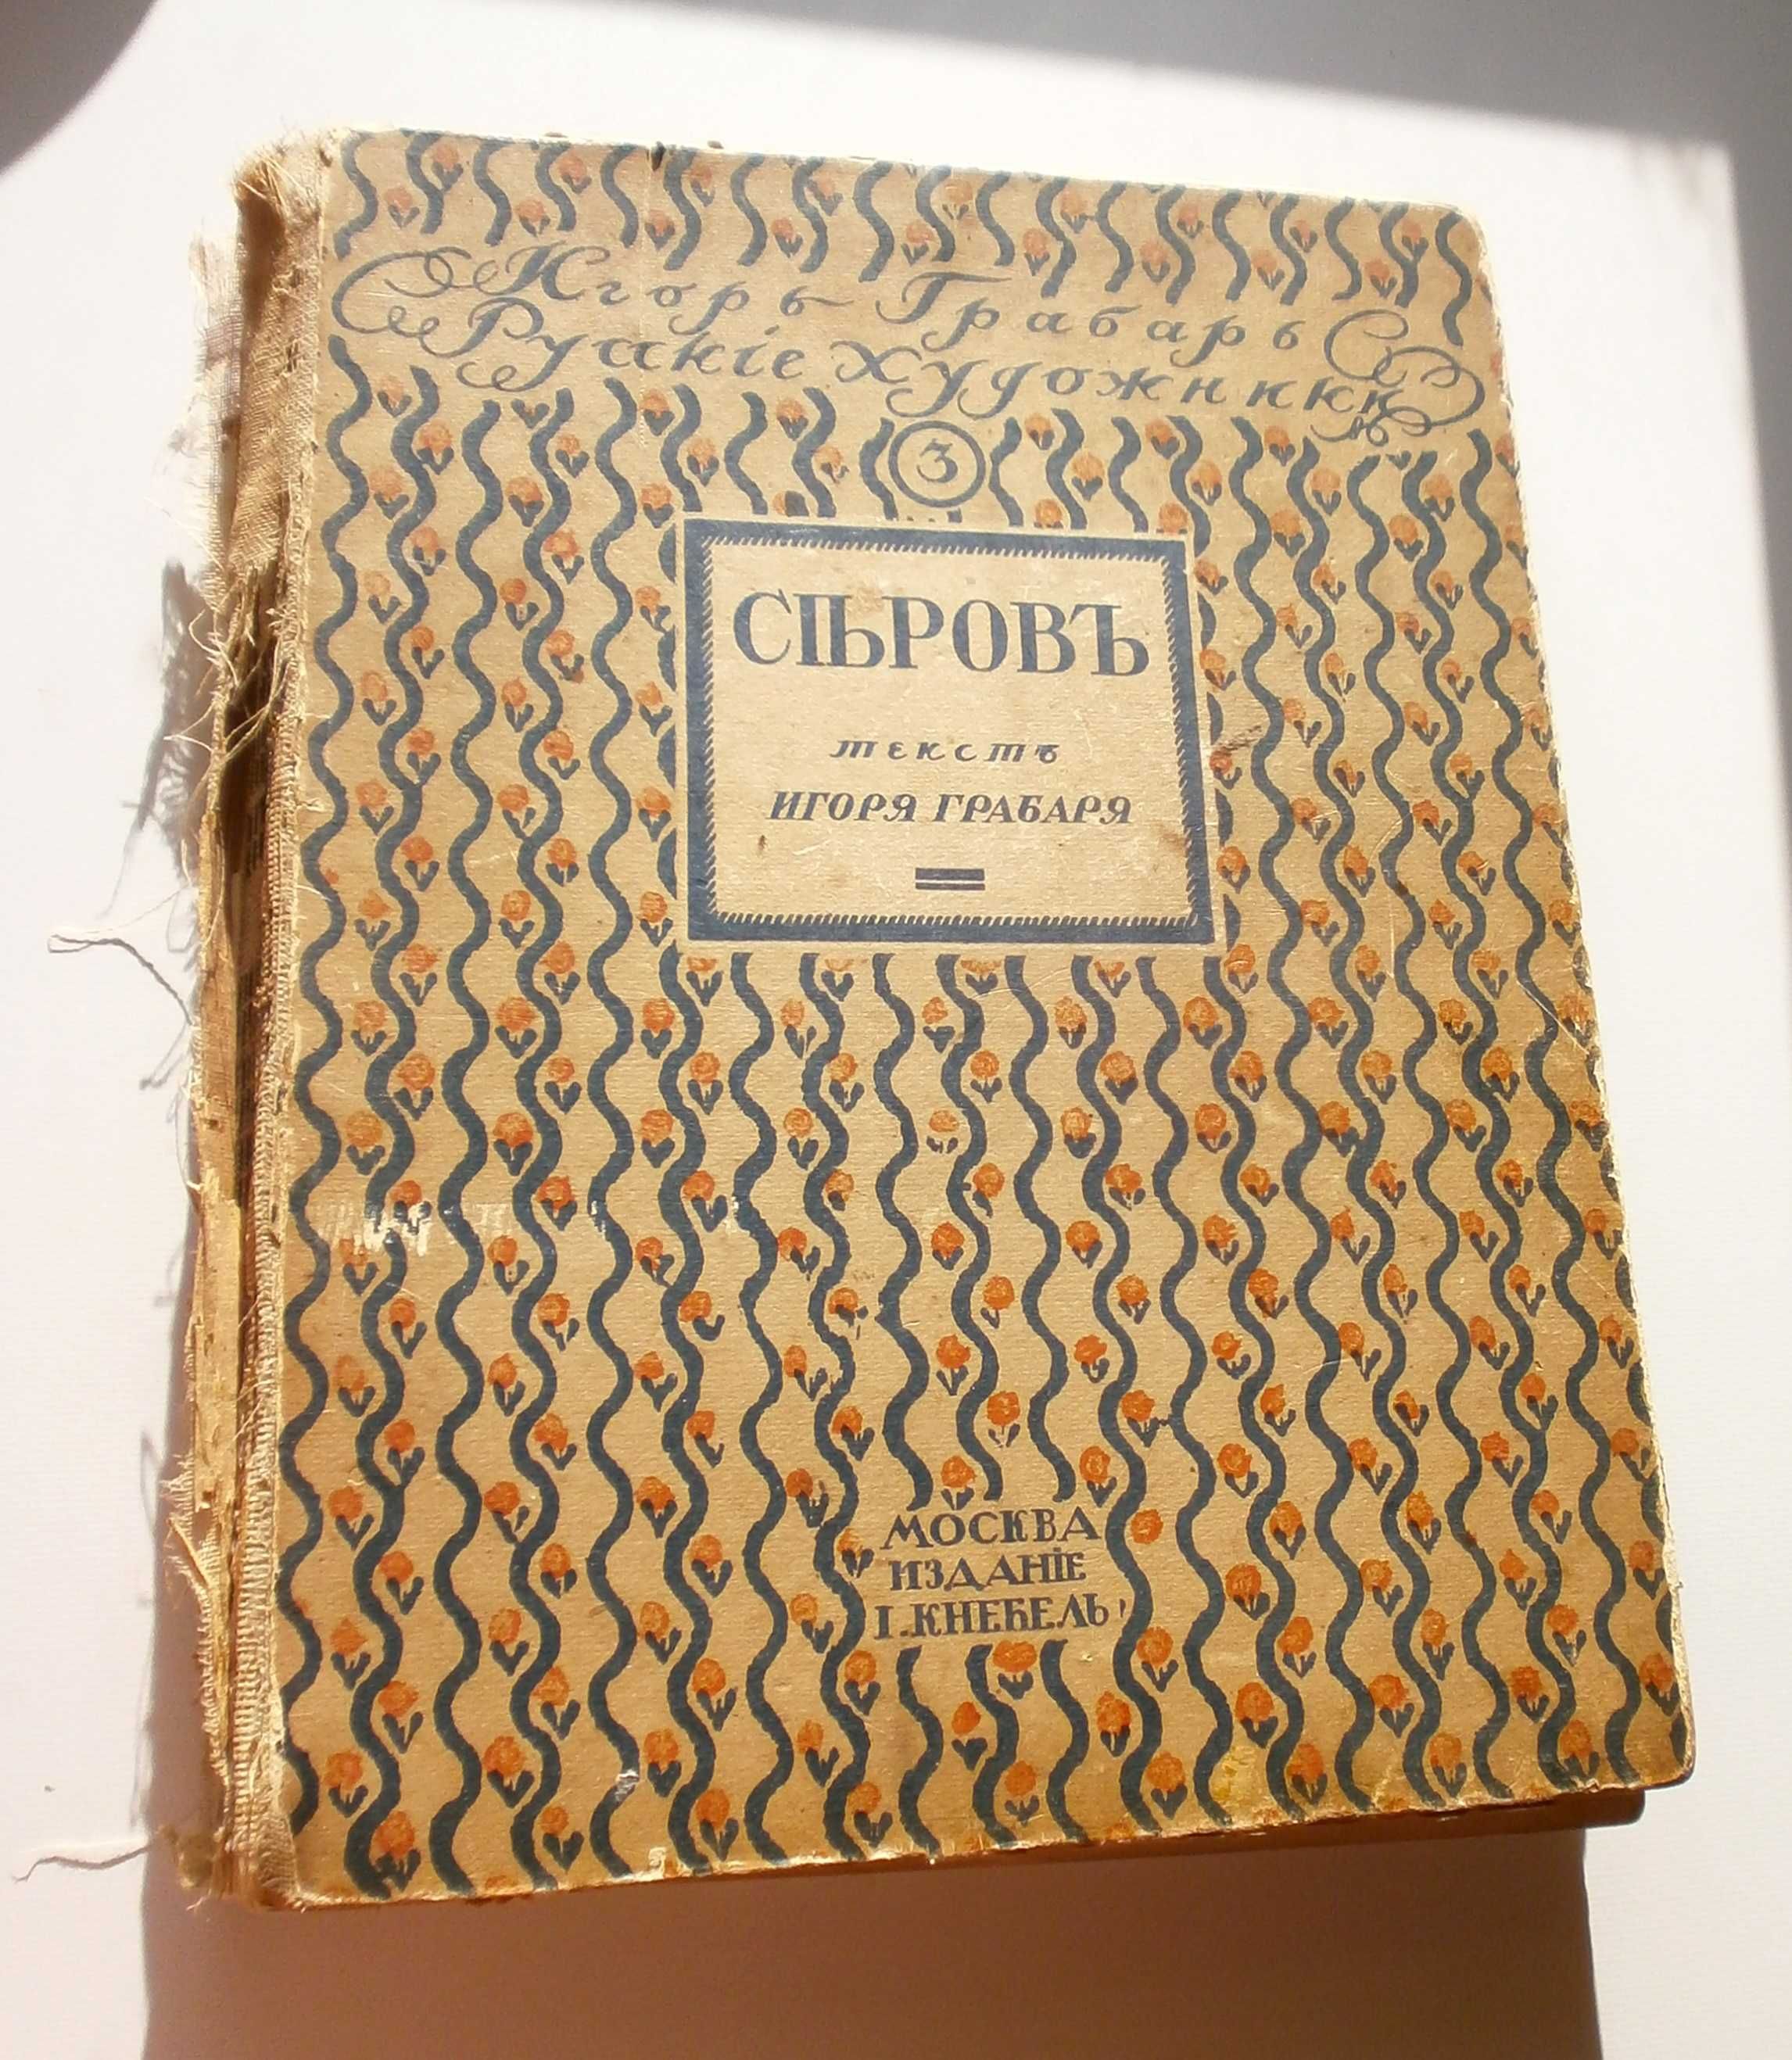 Игорь Грабарь
Русскіе Художники
3
СѢРОВЪ
текстъ
ИГОРЯ ГРАБАРЯ
МОСКВА
ИЗДАНІЕ
І.КНЕБЕЛЬ